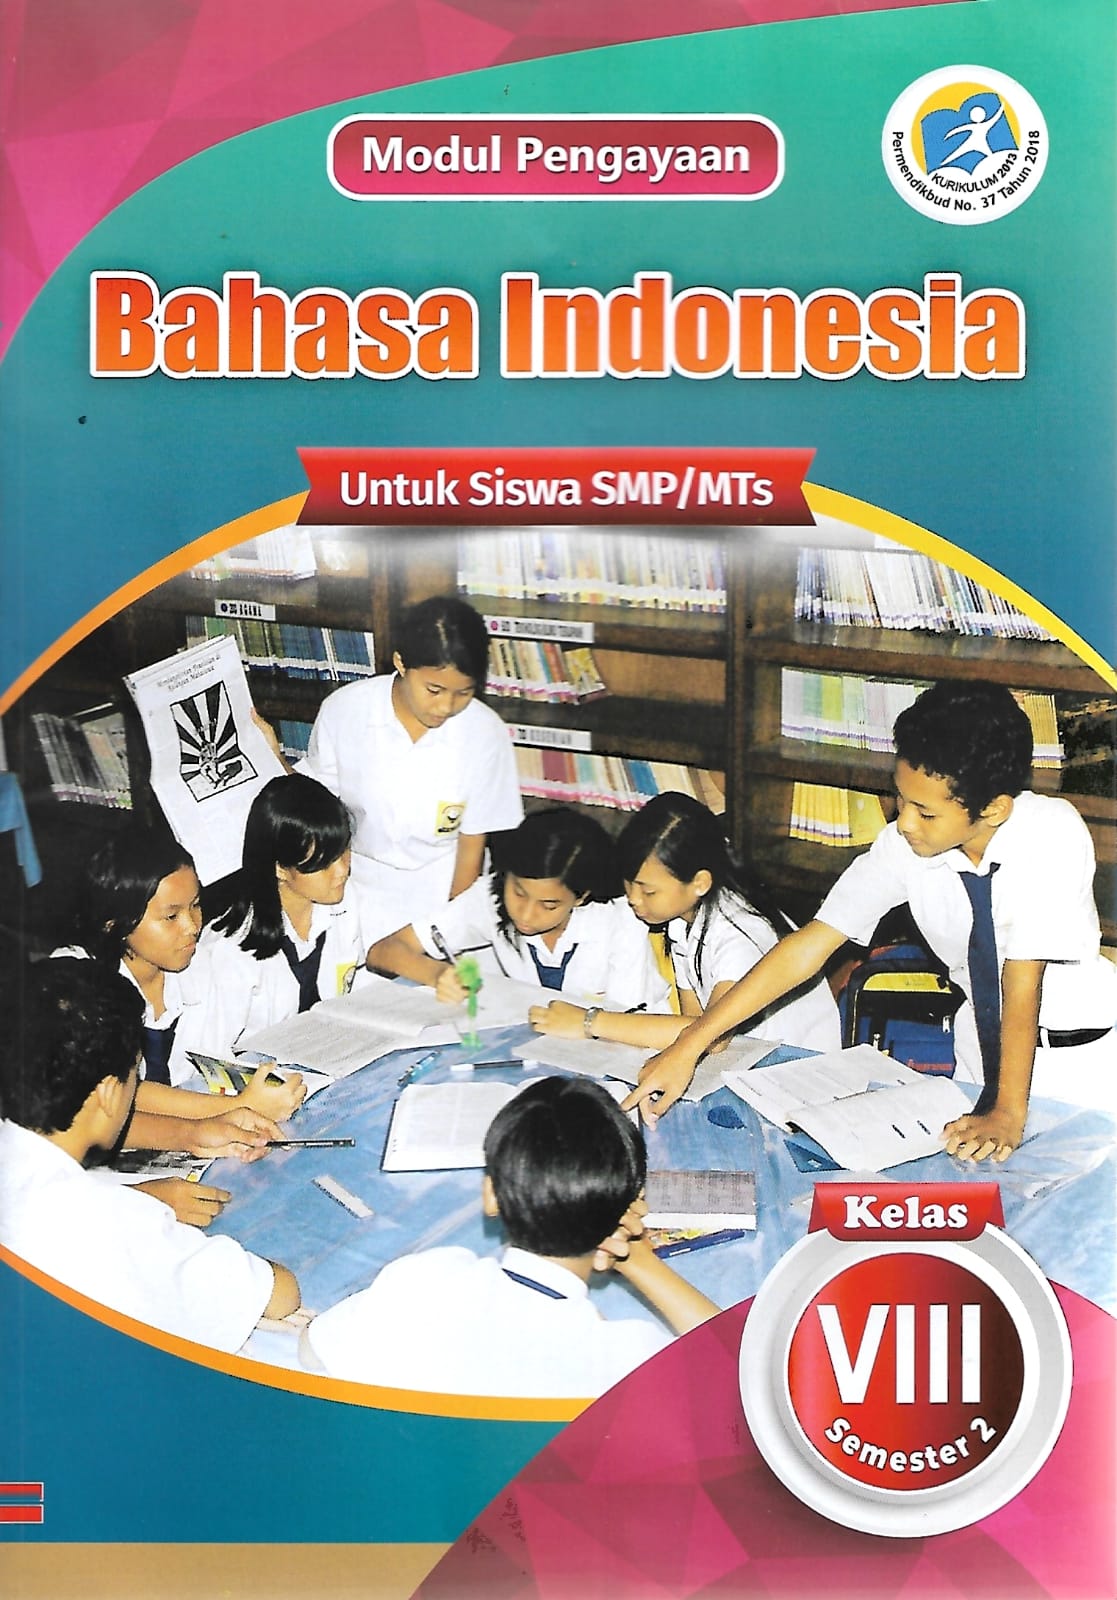 Modul Pengayaan
KURIKULUM 2013
Permendikbud No. 37 Tahun 2018
Bahasa Indonesia
Untuk Siswa SMP/MTs
AGAMA
Kelas
VIII
Semester 2